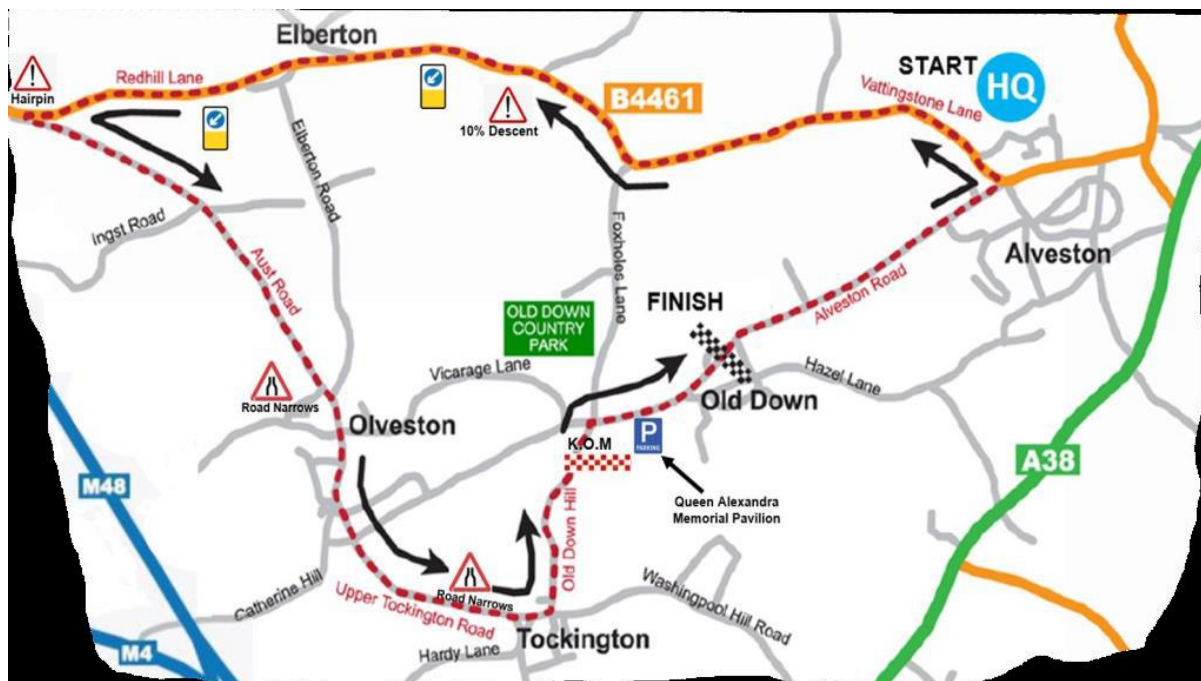 Elberton
START
HQ
Vattingstone Lane
Redhill Lane
Hairpin
B4461
10% Descent
Elberton Road
Ingst Road
Foxholes Lane
Alveston
Aust Road
Alveston Road
FINISH
OLD DOWN
COUNTRY
PARK
Vicarage Lane
Hazel Lane
Road Narrows
Old Down
Olveston
P
PARKING
K.O.M
A38
M48
Queen Alexandra
Memorial Pavilion
Old Down Hill
Catherine Hill
Road Narrows
Upper Tockington Road
Washingpool Hill Road
Tockington
Hardy Lane
M4